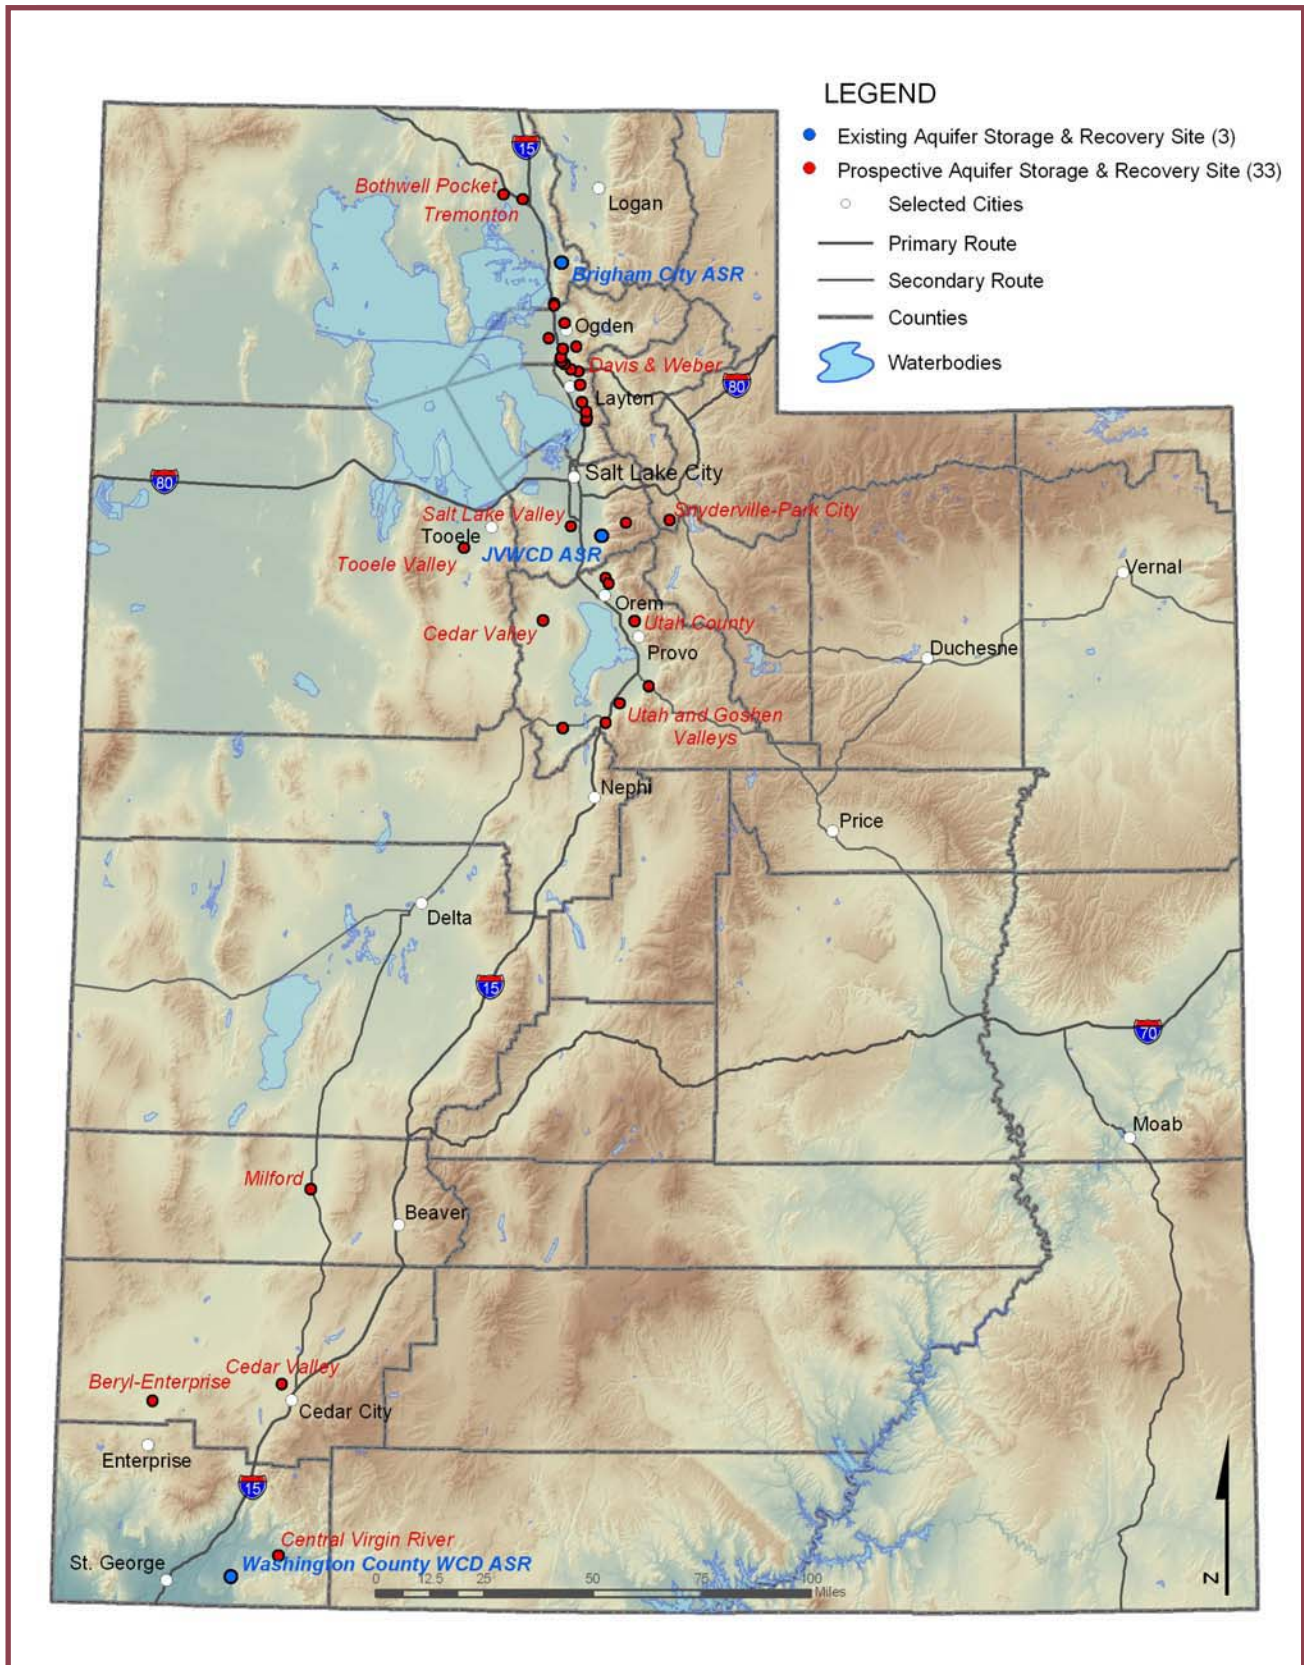 LEGEND
Existing Aquifer Storage & Recovery Site (3)
Prospective Aquifer Storage & Recovery Site (33)
Selected Cities
Primary Route
Secondary Route
Counties
Waterbodies
15
Bothwell Pocket
Logan
Tremonton
Brigham City ASR
Ogden
Davis & Weber
80
Layton
Salt Lake City
80
Salt Lake Valley
Snyderville-Park City
Tooele
JVWCD ASR
Tooele Valley
Vernal
Orem
Utah County
Cedar Valley
Provo
Duchesne
Utah and Goshen
Valleys
Nephi
Price
Delta
15
70
Moab
Milford
Beaver
Cedar Valley
Beryl-Enterprise
Cedar City
Enterprise
15
Central Virgin River
St. George
Washington County WCD ASR
0 12.5 25 50 75 100
Miles
N